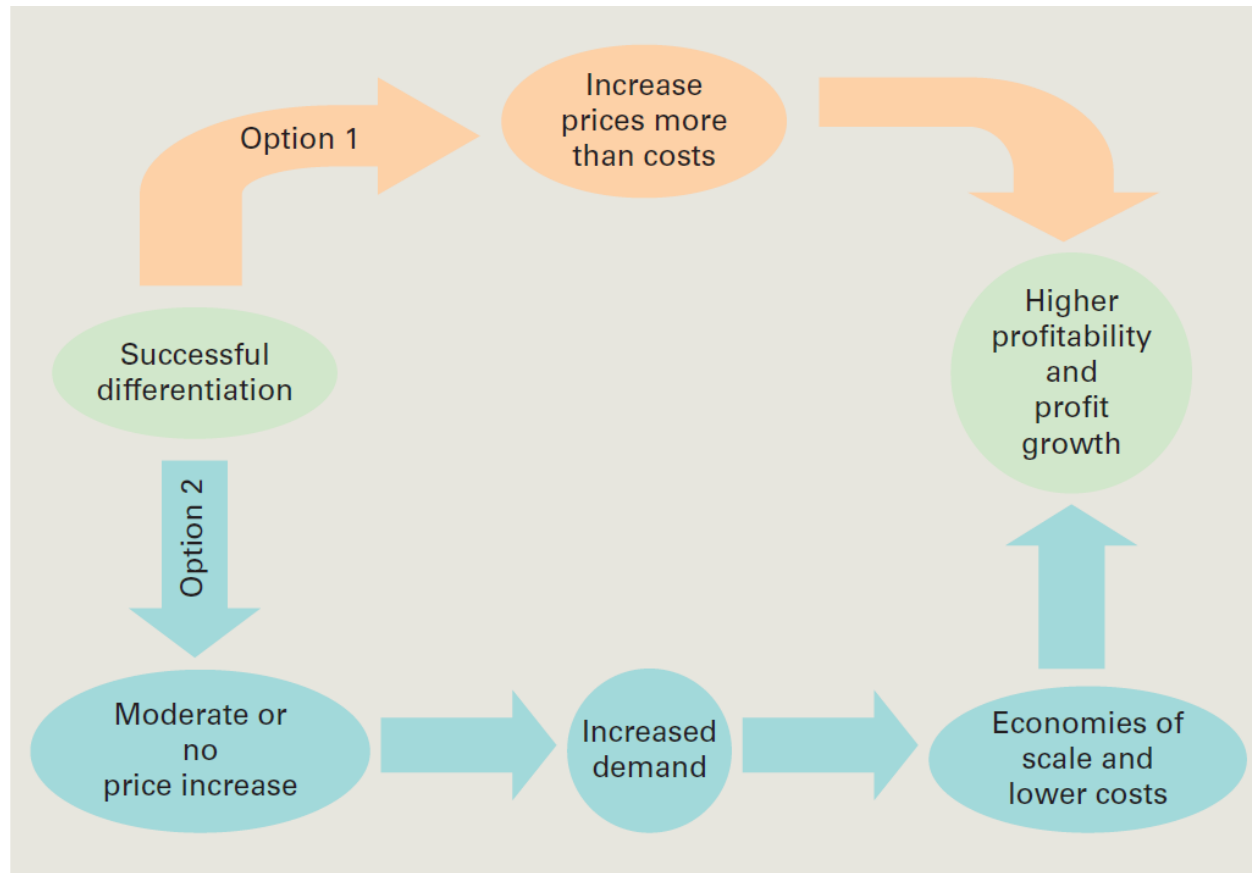 Increase
prices more
than costs
Option 1
Successful
differentiation
Higher
profitability
and
profit
growth
Option 2
Moderate or
no
price increase
Increased
demand
Economies of
scale and
lower costs